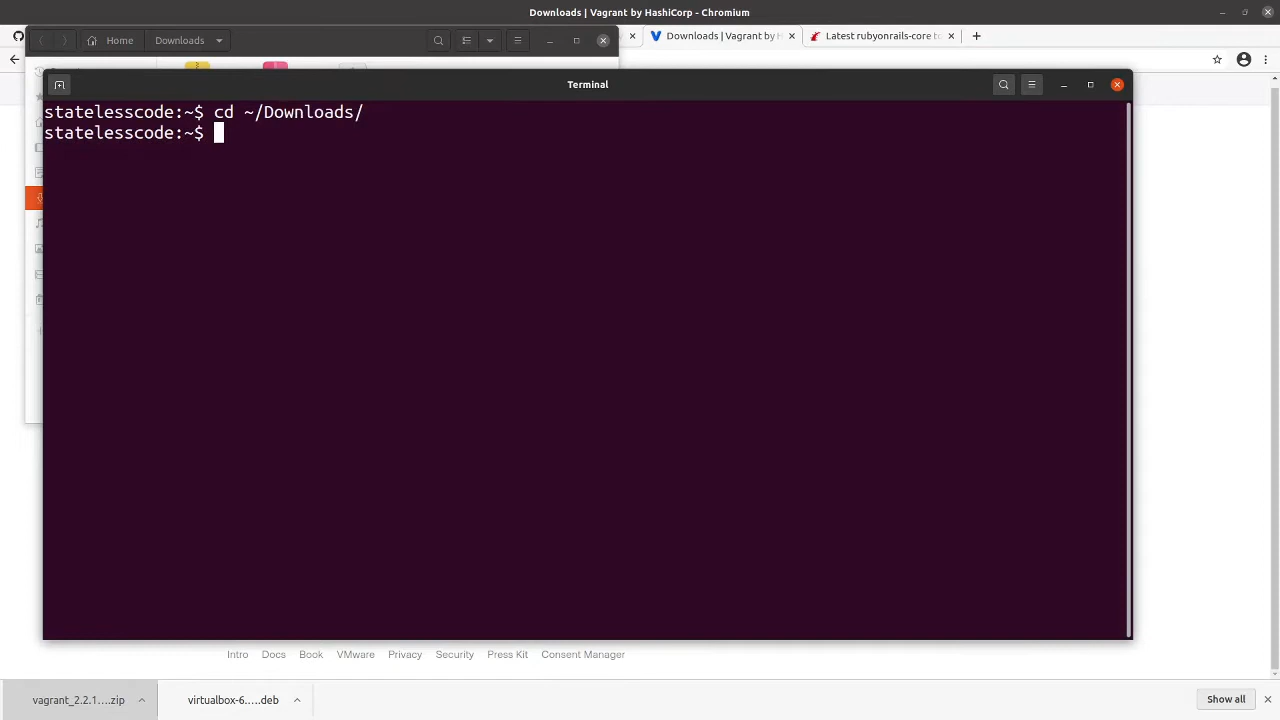 Downloads | Vagrant by HashiCorp - Chromium
Home
Downloads
Downloads | Vagrant by H
Latest rubyonrails-core to
Terminal
statelesscode:~$ cd ~/Downloads/
statelesscode:~$
Intro Docs Book VMware Privacy Security Press Kit Consent Manager
vagrant_2.2.1....zip
virtualbox-6.....deb
Show all